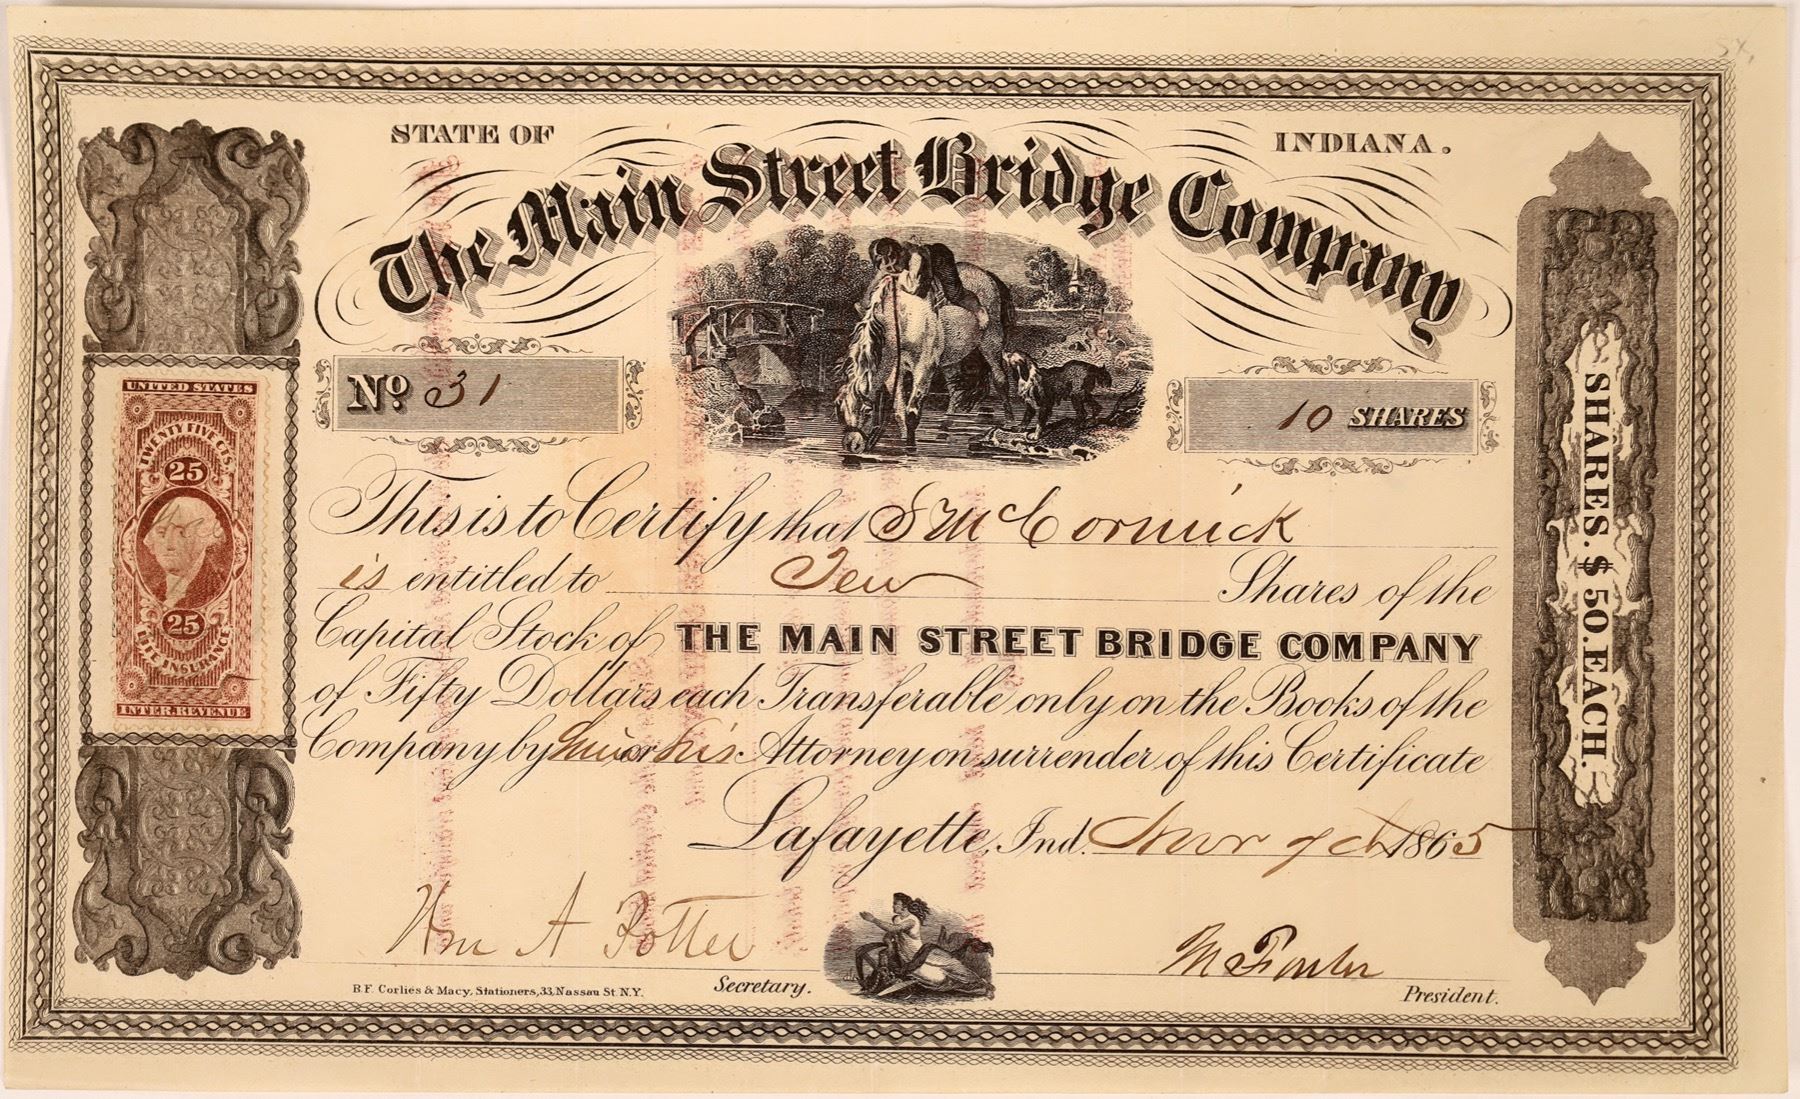 STATE OF INDIANA.
The Main Street Bridge Company
No. 31
10 SHARES
UNITED STATES
TWENTY FIVE CTS.
25
25
LIFE INSURANCE
INTER. REVENUE
This is to Certify that S McCormick
is entitled to Ten Shares of the
Capital Stock of THE MAIN STREET BRIDGE COMPANY
of Fifty Dollars each Transferable only on the Books of the
Company by him or his Attorney on surrender of this Certificate
Lafayette, Ind. 1865
Wm A Potter
Secretary.
M Fowler
President.
B.F. Corlies & Macy, Stationers, 33, Nassau St. N.Y.
SHARES. $50. EACH.